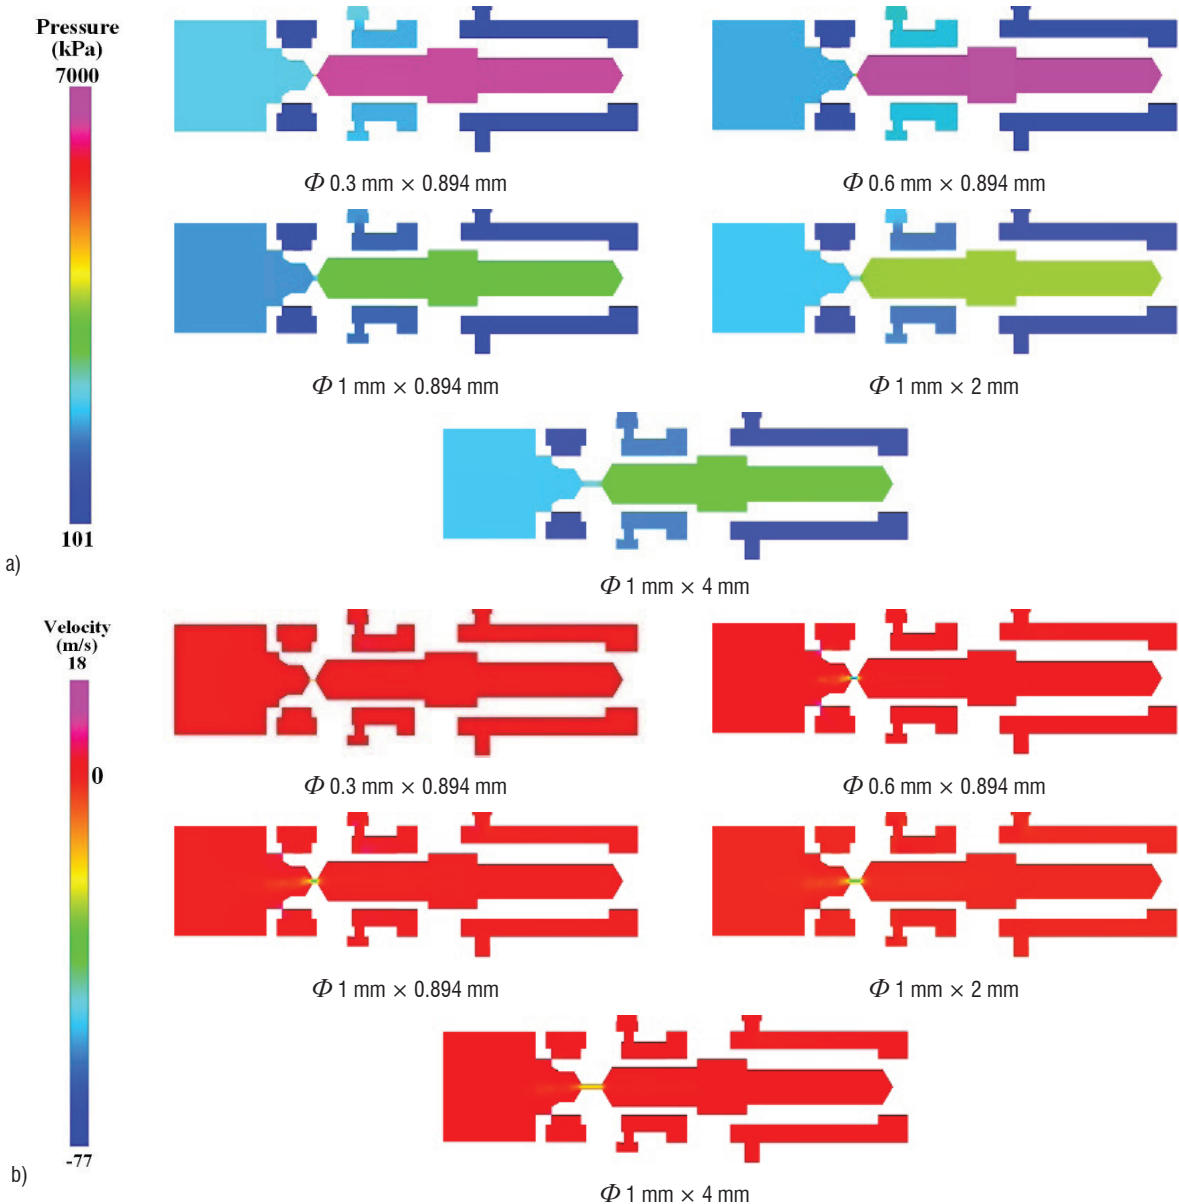 Pressure
(kPa)
7000
101
a)
Φ 0.3 mm × 0.894 mm
Φ 0.6 mm × 0.894 mm
Φ 1 mm × 0.894 mm
Φ 1 mm × 2 mm
Φ 1 mm × 4 mm
Velocity
(m/s)
18
0
-77
b)
Φ 0.3 mm × 0.894 mm
Φ 0.6 mm × 0.894 mm
Φ 1 mm × 0.894 mm
Φ 1 mm × 2 mm
Φ 1 mm × 4 mm